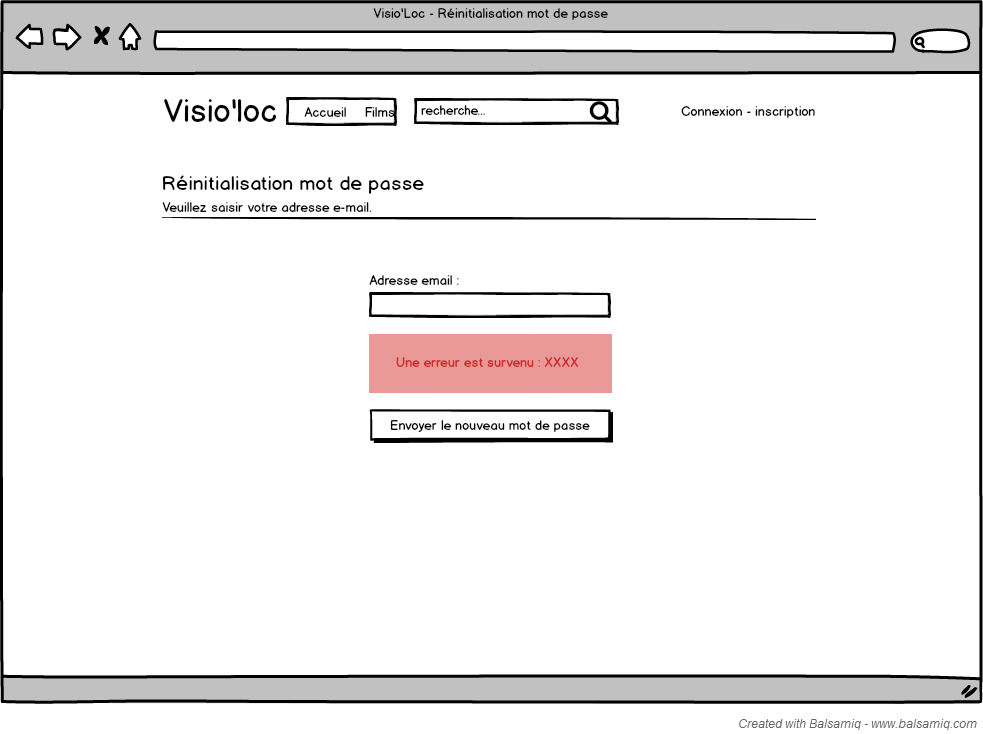 Visio'Loc - Réinitialisation mot de passe
Visio'loc
Accueil Films
recherche...
Connexion - inscription
Réinitialisation mot de passe
Veuillez saisir votre adresse e-mail.
Adresse email :
Une erreur est survenu : XXXX
Envoyer le nouveau mot de passe
Created with Balsamiq - www.balsamiq.com